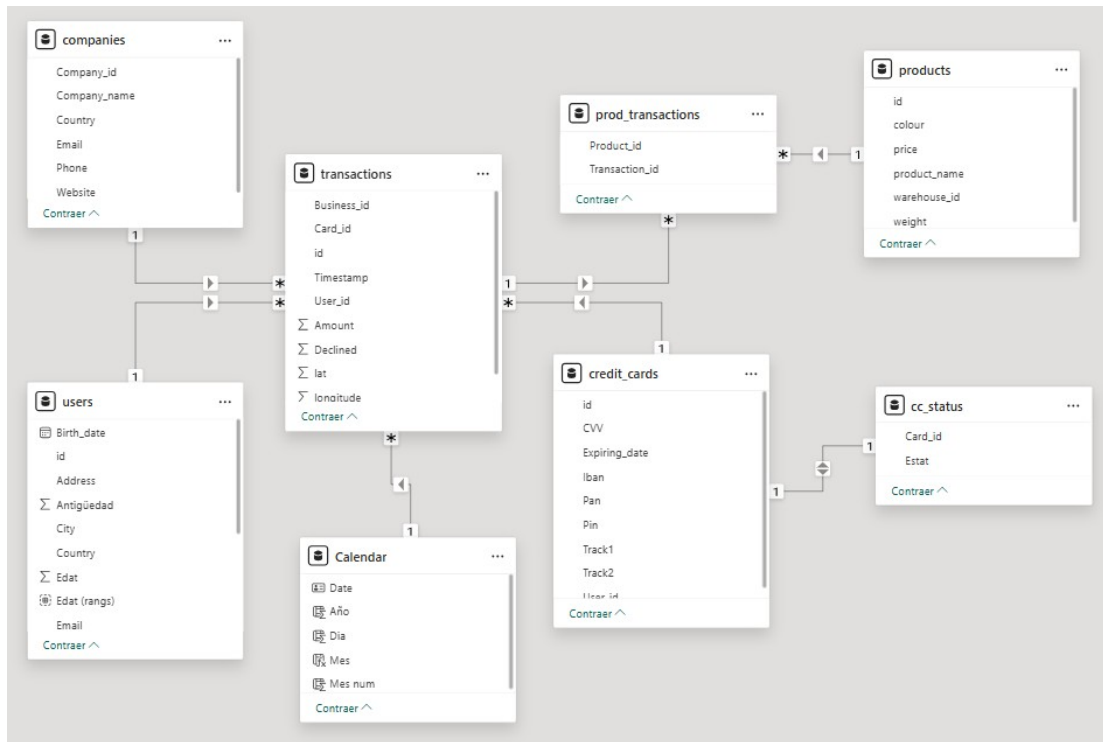 companies
...
Company_id
Company_name
Country
Email
Phone
Website
Contraer
transactions
...
Business_id
Card_id
id
Timestamp
User_id
Σ Amount
Σ Declined
Σ lat
Σ longitude
Contraer
prod_transactions
...
Product_id
Transaction_id
Contraer
products
...
id
colour
price
product_name
warehouse_id
weight
Contraer
users
...
Birth_date
id
Address
Σ Antigüedad
City
Country
Σ Edat
Edat (rangs)
Email
Contraer
Calendar
...
Date
Año
Dia
Mes
Mes num
Contraer
credit_cards
...
id
CVV
Expiring_date
Iban
Pan
Pin
Track1
Track2
User_id
Contraer
cc_status
...
Card_id
Estat
Contraer
1
*
1
*
1
*
*
1
*
1
*
1
1
1